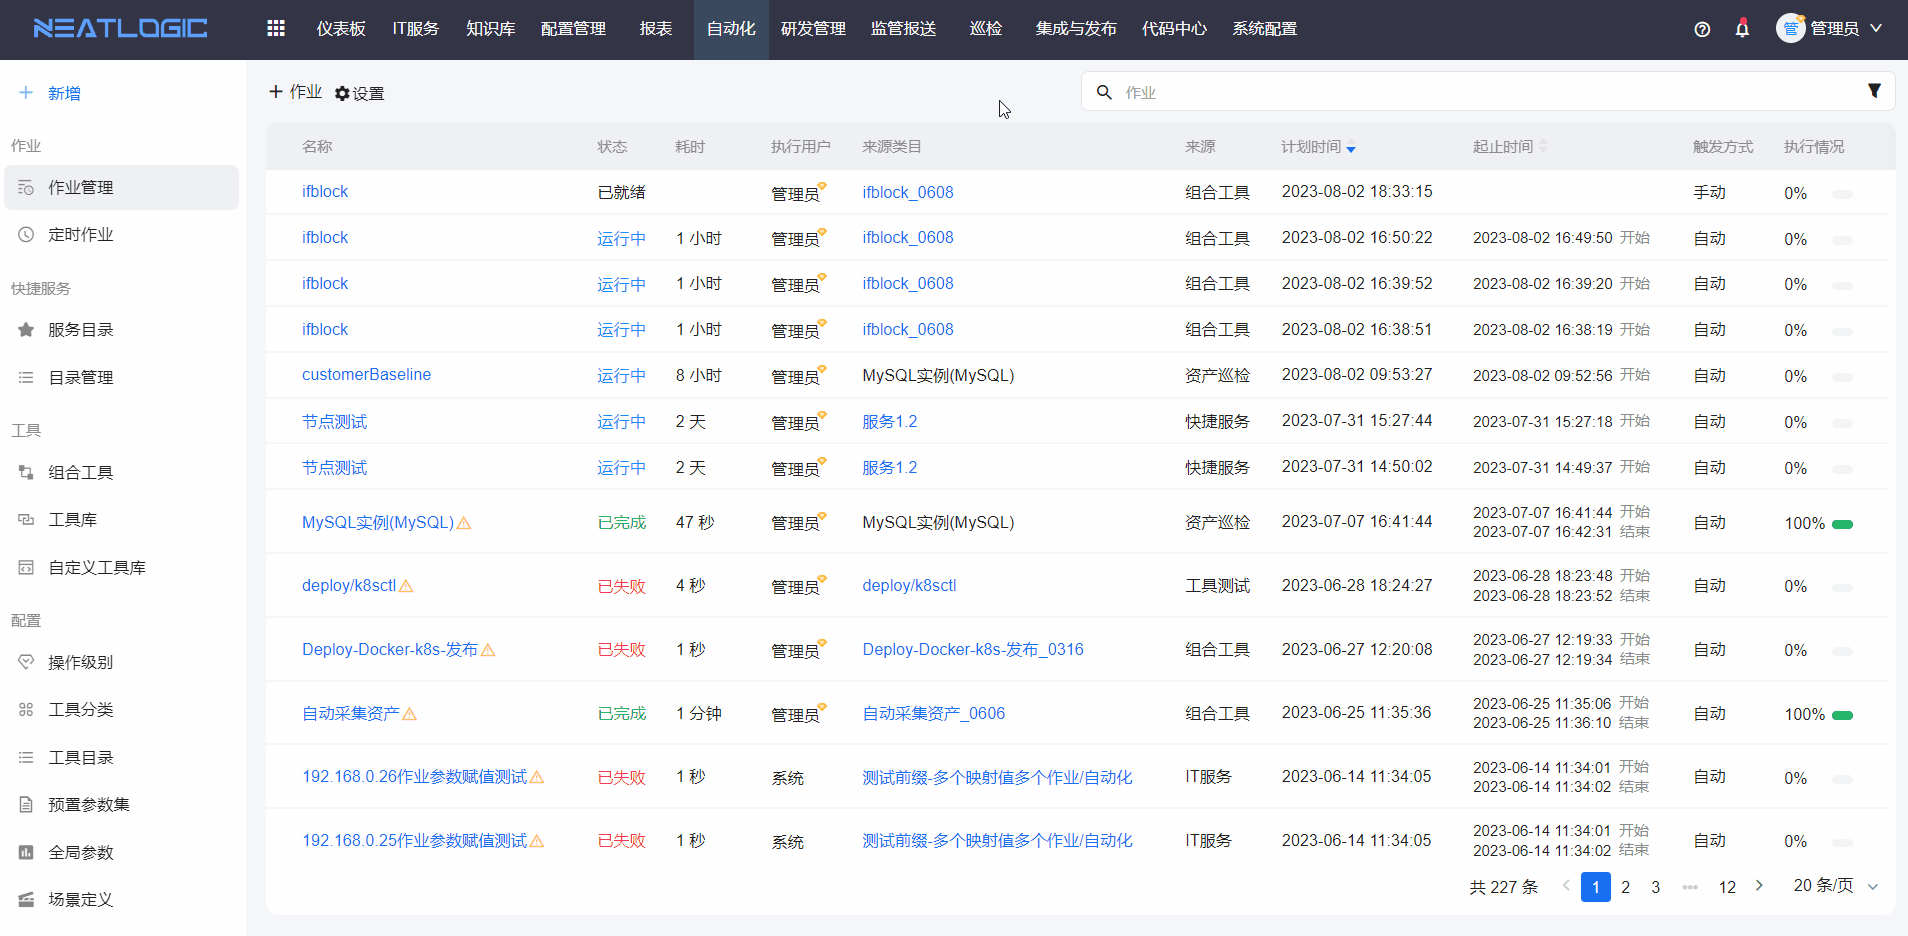 NEATLOGIC 仪表板 IT服务 知识库 配置管理 报表 自动化 研发管理 监管报送 巡检 集成与发布 代码中心 系统配置 管 管理员
新增
作业
作业管理
定时作业
快捷服务
服务目录
目录管理
工具
组合工具
工具库
自定义工具库
配置
操作级别
工具分类
工具目录
预置参数集
全局参数
场景定义
作业 设置 作业
名称 状态 耗时 执行用户 来源类目 来源 计划时间 起止时间 触发方式 执行情况
ifblock 已就绪 管理员 ifblock_0608 组合工具 2023-08-02 18:33:15 手动 0%
ifblock 运行中 1 小时 管理员 ifblock_0608 组合工具 2023-08-02 16:50:22 2023-08-02 16:49:50 开始 自动 0%
ifblock 运行中 1 小时 管理员 ifblock_0608 组合工具 2023-08-02 16:39:52 2023-08-02 16:39:20 开始 自动 0%
ifblock 运行中 1 小时 管理员 ifblock_0608 组合工具 2023-08-02 16:38:51 2023-08-02 16:38:19 开始 自动 0%
customerBaseline 运行中 8 小时 管理员 MySQL实例(MySQL) 资产巡检 2023-08-02 09:53:27 2023-08-02 09:52:56 开始 自动 0%
节点测试 运行中 2 天 管理员 服务1.2 快捷服务 2023-07-31 15:27:44 2023-07-31 15:27:18 开始 自动 0%
节点测试 运行中 2 天 管理员 服务1.2 快捷服务 2023-07-31 14:50:02 2023-07-31 14:49:37 开始 自动 0%
MySQL实例(MySQL) 已完成 47 秒 管理员 MySQL实例(MySQL) 资产巡检 2023-07-07 16:41:44 2023-07-07 16:41:44 开始 自动 100%
2023-07-07 16:42:31 结束
deploy/k8sctl 已失败 4 秒 管理员 deploy/k8sctl 工具测试 2023-06-28 18:24:27 2023-06-28 18:23:48 开始 自动 0%
2023-06-28 18:23:52 结束
Deploy-Docker-k8s-发布 已失败 1 秒 管理员 Deploy-Docker-k8s-发布_0316 组合工具 2023-06-27 12:20:08 2023-06-27 12:19:33 开始 自动 0%
2023-06-27 12:19:34 结束
自动采集资产 已完成 1 分钟 管理员 自动采集资产_0606 组合工具 2023-06-25 11:35:36 2023-06-25 11:35:06 开始 自动 100%
2023-06-25 11:36:10 结束
192.168.0.26作业参数赋值测试 已失败 1 秒 系统 测试前缀-多个映射值多个作业/自动化 IT服务 2023-06-14 11:34:05 2023-06-14 11:34:01 开始 自动 0%
2023-06-14 11:34:02 结束
192.168.0.25作业参数赋值测试 已失败 1 秒 系统 测试前缀-多个映射值多个作业/自动化 IT服务 2023-06-14 11:34:05 2023-06-14 11:34:01 开始 自动 0%
2023-06-14 11:34:02 结束
共 227 条 1 2 3 ••• 12 20 条/页